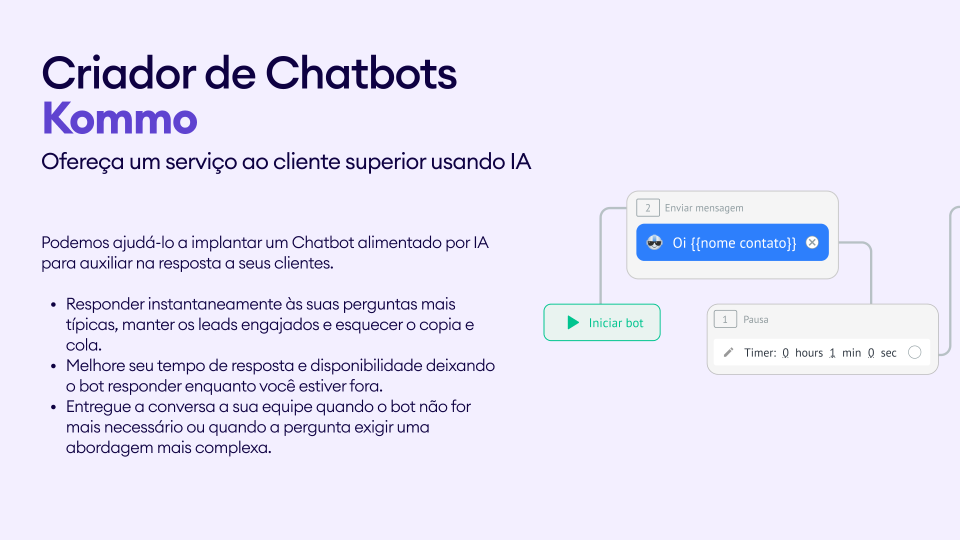 Criador de Chatbots
Kommo
Ofereça um serviço ao cliente superior usando IA
Podemos ajudá-lo a implantar um Chatbot alimentado por IA
para auxiliar na resposta a seus clientes.
• Responder instantaneamente às suas perguntas mais
típicas, manter os leads engajados e esquecer o copia e
cola.
• Melhore seu tempo de resposta e disponibilidade deixando
o bot responder enquanto você estiver fora.
• Entregue a conversa a sua equipe quando o bot não for
mais necessário ou quando a pergunta exigir uma
abordagem mais complexa.
2 Enviar mensagem
Oi {{nome contato}}
Iniciar bot
1 Pausa
Timer: 0 hours 1 min 0 sec